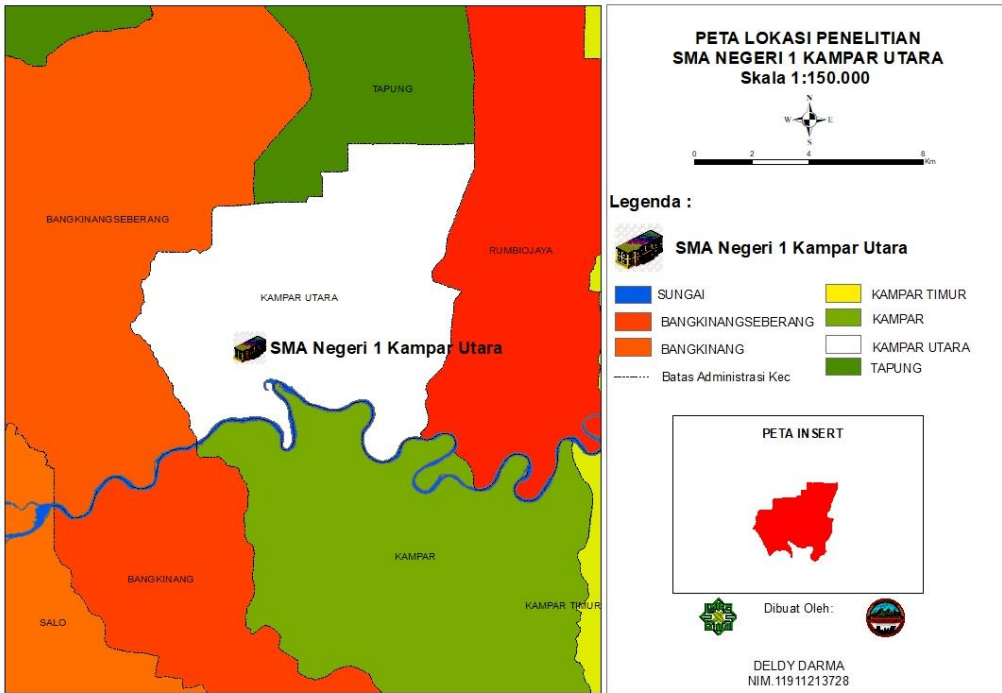 TAPUNG
BANGKINANGSEBERANG
RUMBIOJAYA
KAMPAR UTARA
SMA Negeri 1 Kampar Utara
KAMPAR
BANGKINANG
KAMPAR TIMUR
SALO
PETA LOKASI PENELITIAN
SMA NEGERI 1 KAMPAR UTARA
Skala 1:150.000
N
W E
S
0 2 4 8
Km
Legenda :
SMA Negeri 1 Kampar Utara
SUNGAI
BANGKINANGSEBERANG
BANGKINANG
Batas Administrasi Kec
KAMPAR TIMUR
KAMPAR
KAMPAR UTARA
TAPUNG
PETA INSERT
Dibuat Oleh:
DELDY DARMA
NIM.11911213728